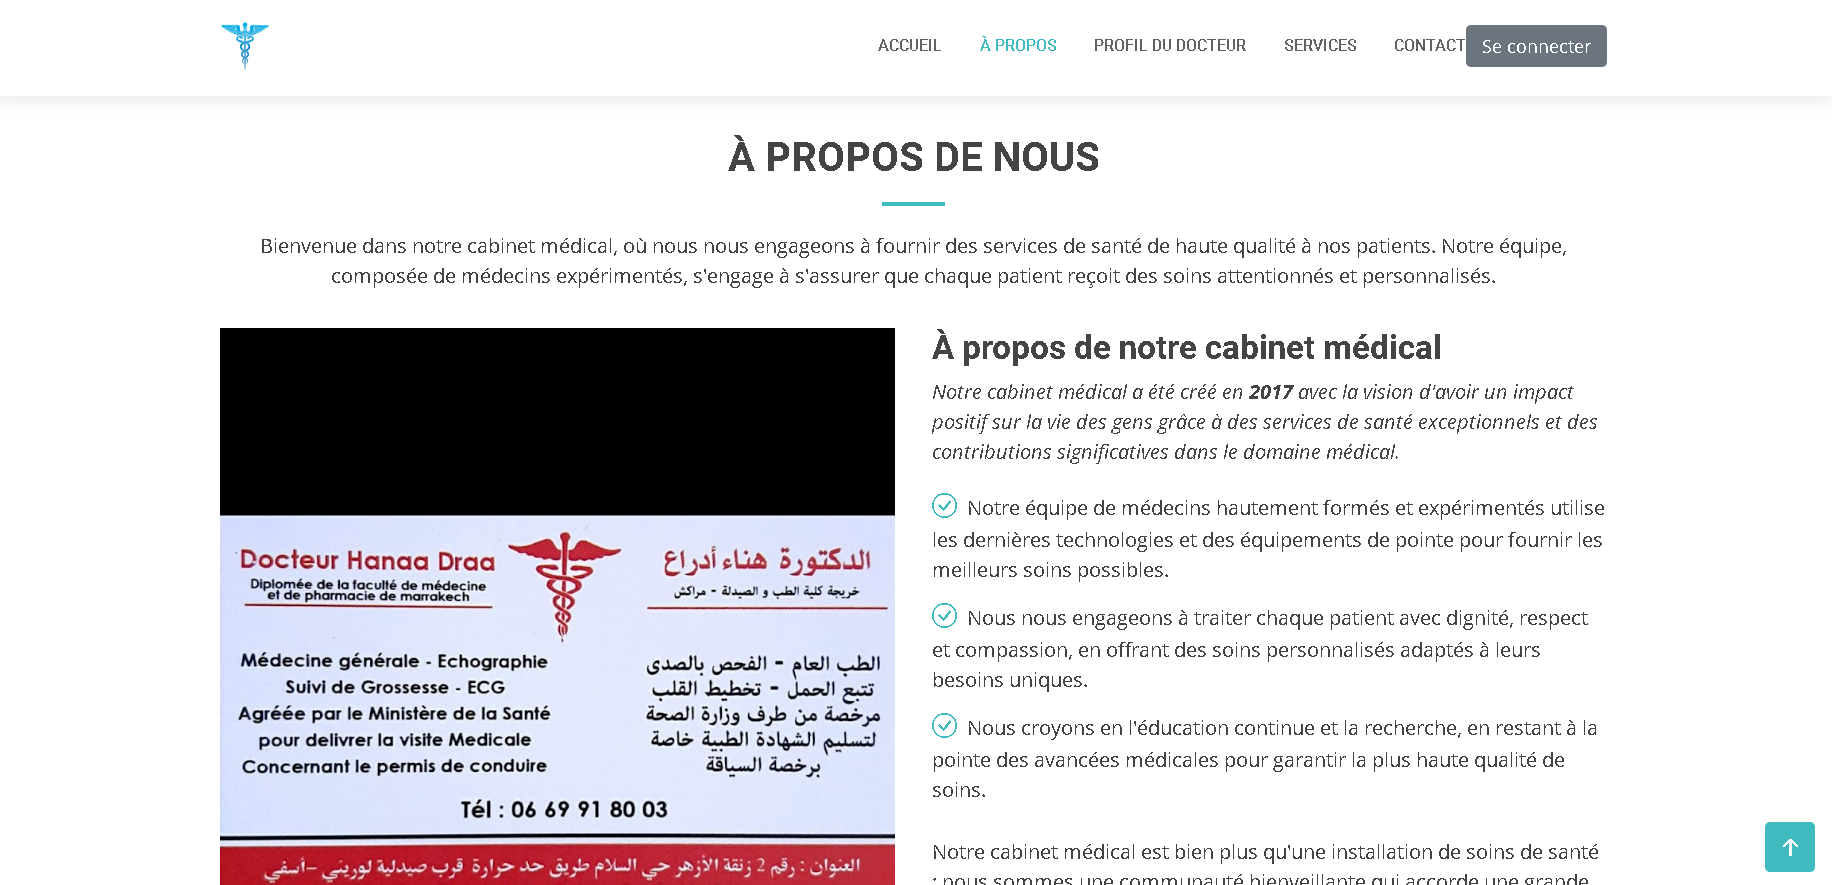 ACCUEIL À PROPOS PROFIL DU DOCTEUR SERVICES CONTACT Se connecter
À PROPOS DE NOUS
Bienvenue dans notre cabinet médical, où nous nous engageons à fournir des services de santé de haute qualité à nos patients. Notre équipe,
composée de médecins expérimentés, s'engage à s'assurer que chaque patient reçoit des soins attentionnés et personnalisés.
Docteur Hanaa Draa
Diplomée de la faculté de médecine
et de pharmacie de marrakech
الدكتورة هناء أدراع
خريجة كلية الطب و الصيدلة - مراكش
Médecine générale - Echographie
Suivi de Grossesse - ECG
Agréée par le Ministère de la Santé
pour delivrer la visite Medicale
Concernant le permis de conduire
الطب العام - الفحص بالصدى
تتبع الحمل - تخطيط القلب
مرخصة من طرف وزارة الصحة
لتسليم الشهادة الطبية خاصة
برخصة السياقة
Tél : 06 69 91 80 03
العنوان : رقم 2 زنقة الأزهر حي السلام طريق حد حرارة قرب صيدلية لوريني -أسفي
À propos de notre cabinet médical
Notre cabinet médical a été créé en 2017 avec la vision d'avoir un impact
positif sur la vie des gens grâce à des services de santé exceptionnels et des
contributions significatives dans le domaine médical.
Notre équipe de médecins hautement formés et expérimentés utilise
les dernières technologies et des équipements de pointe pour fournir les
meilleurs soins possibles.
Nous nous engageons à traiter chaque patient avec dignité, respect
et compassion, en offrant des soins personnalisés adaptés à leurs
besoins uniques.
Nous croyons en l'éducation continue et la recherche, en restant à la
pointe des avancées médicales pour garantir la plus haute qualité de
soins.
Notre cabinet médical est bien plus qu'une installation de soins de santé
: nous sommes une communauté bienveillante qui accorde une grande